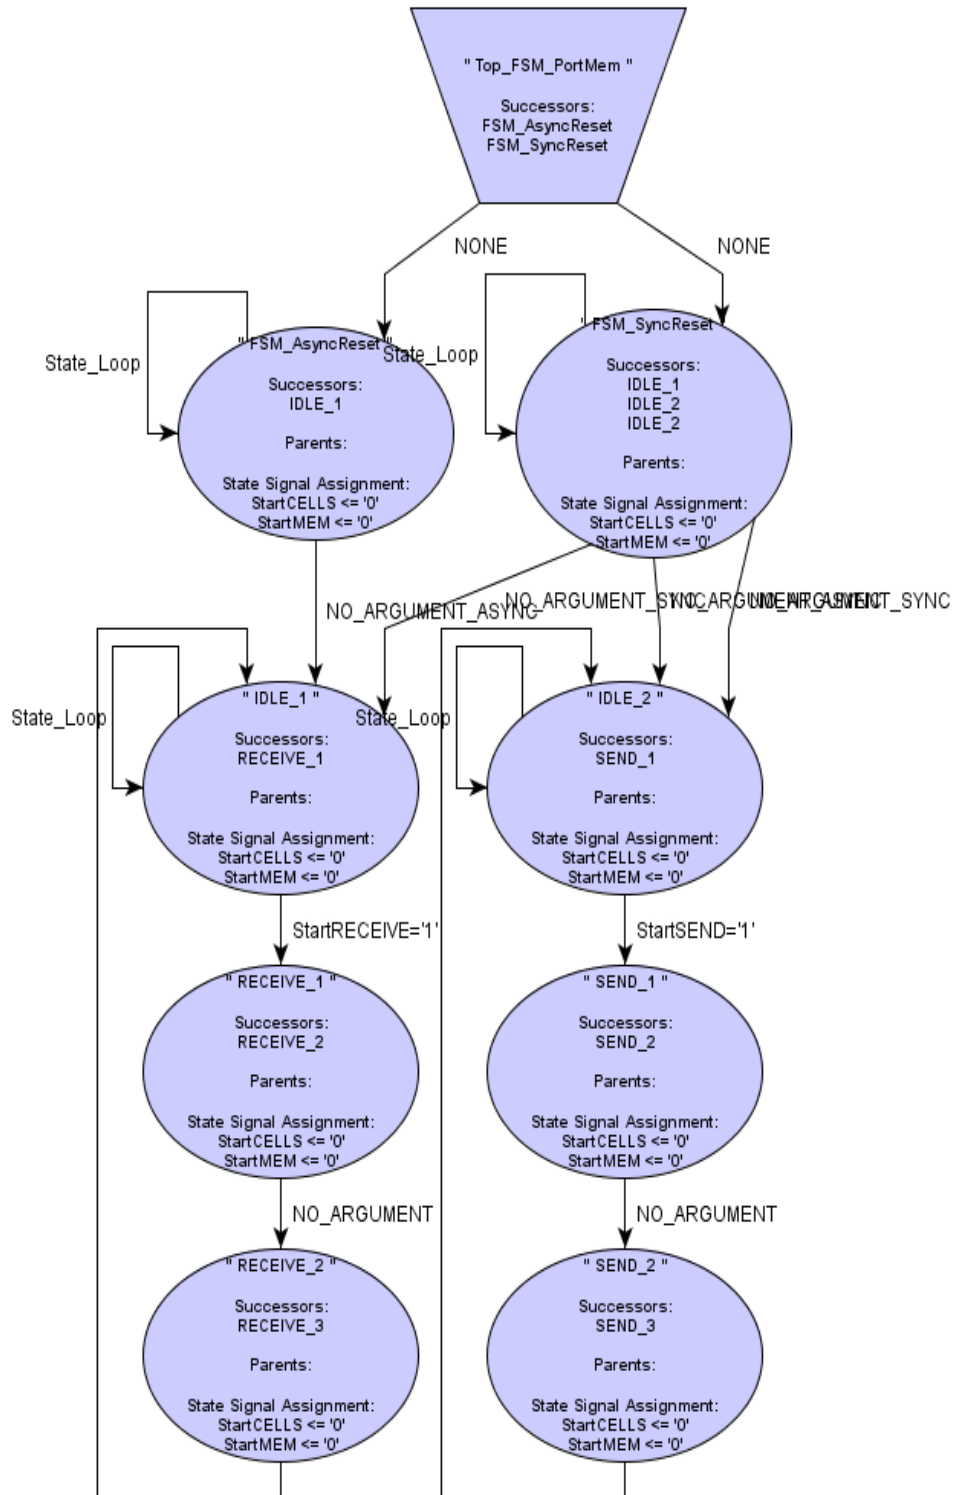 " Top_FSM_PortMem "
Successors:
FSM_AsyncReset
FSM_SyncReset
NONE
NONE
" FSM_AsyncReset "
Successors:
IDLE_1
Parents:
State Signal Assignment:
StartCELLS <= '0'
StartMEM <= '0'
State_Loop
" FSM_SyncReset
Successors:
IDLE_1
IDLE_2
IDLE_2
Parents:
State Signal Assignment:
StartCELLS <= '0'
StartMEM <= '0'
State_Loop
NO_ARGUMENT_ASYNC
NO_ARGUMENT_SYNC
" IDLE_1 "
Successors:
RECEIVE_1
Parents:
State Signal Assignment:
StartCELLS <= '0'
StartMEM <= '0'
State_Loop
" IDLE_2 "
Successors:
SEND_1
Parents:
State Signal Assignment:
StartCELLS <= '0'
StartMEM <= '0'
State_Loop
StartRECEIVE='1'
StartSEND='1'
" RECEIVE_1 "
Successors:
RECEIVE_2
Parents:
State Signal Assignment:
StartCELLS <= '0'
StartMEM <= '0'
" SEND_1 "
Successors:
SEND_2
Parents:
State Signal Assignment:
StartCELLS <= '0'
StartMEM <= '0'
NO_ARGUMENT
NO_ARGUMENT
" RECEIVE_2 "
Successors:
RECEIVE_3
Parents:
State Signal Assignment:
StartCELLS <= '0'
StartMEM <= '0'
" SEND_2 "
Successors:
SEND_3
Parents:
State Signal Assignment:
StartCELLS <= '0'
StartMEM <= '0'